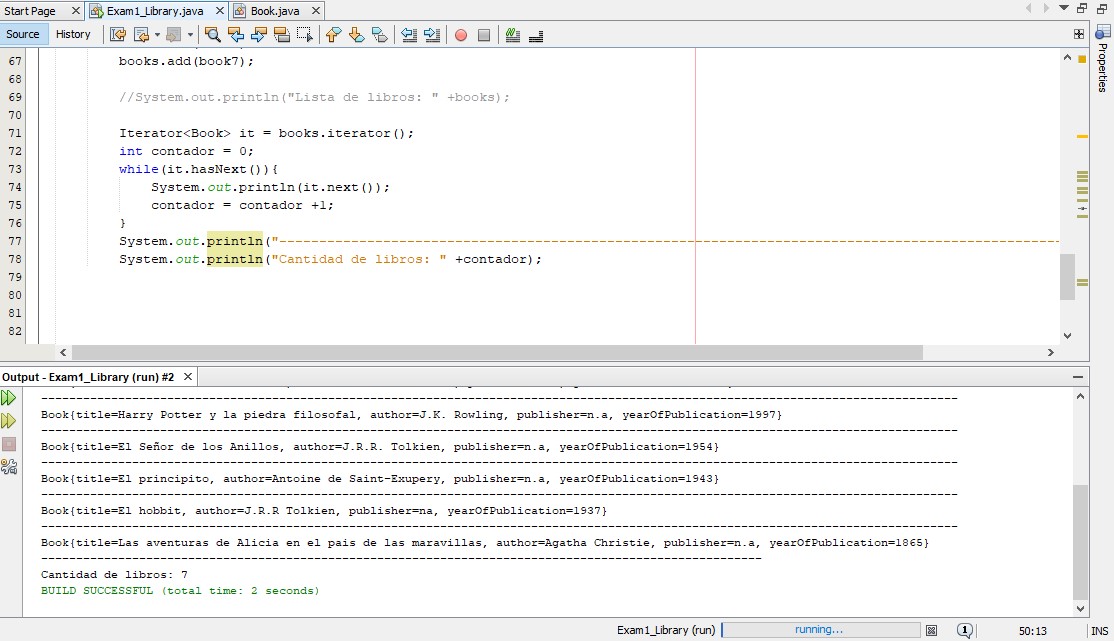 Start Page Exam1_Library.java Book.java
Source History
67 books.add(book7);
68
69 //System.out.println("Lista de libros: " +books);
70
71 Iterator<Book> it = books.iterator();
72 int contador = 0;
73 while(it.hasNext()){
74 System.out.println(it.next());
75 contador = contador +1;
76 }
77 System.out.println("--------------------------------------------------------------------------------------------------
78 System.out.println("Cantidad de libros: " +contador);
79
80
81
82
Properties
Output - Exam1_Library (run) #2
-------------------------------------------------------------------------------------------------------------------
Book{title=Harry Potter y la piedra filosofal, author=J.K. Rowling, publisher=n.a, yearOfPublication=1997}
-------------------------------------------------------------------------------------------------------------------
Book{title=El Señor de los Anillos, author=J.R.R. Tolkien, publisher=n.a, yearOfPublication=1954}
-------------------------------------------------------------------------------------------------------------------
Book{title=El principito, author=Antoine de Saint-Exupery, publisher=n.a, yearOfPublication=1943}
-------------------------------------------------------------------------------------------------------------------
Book{title=El hobbit, author=J.R.R Tolkien, publisher=na, yearOfPublication=1937}
-------------------------------------------------------------------------------------------------------------------
Book{title=Las aventuras de Alicia en el pais de las maravillas, author=Agatha Christie, publisher=n.a, yearOfPublication=1865}
------------------------------------------------------------------------------------------
Cantidad de libros: 7
BUILD SUCCESSFUL (total time: 2 seconds)
Exam1_Library (run) running... 1 50:13 INS